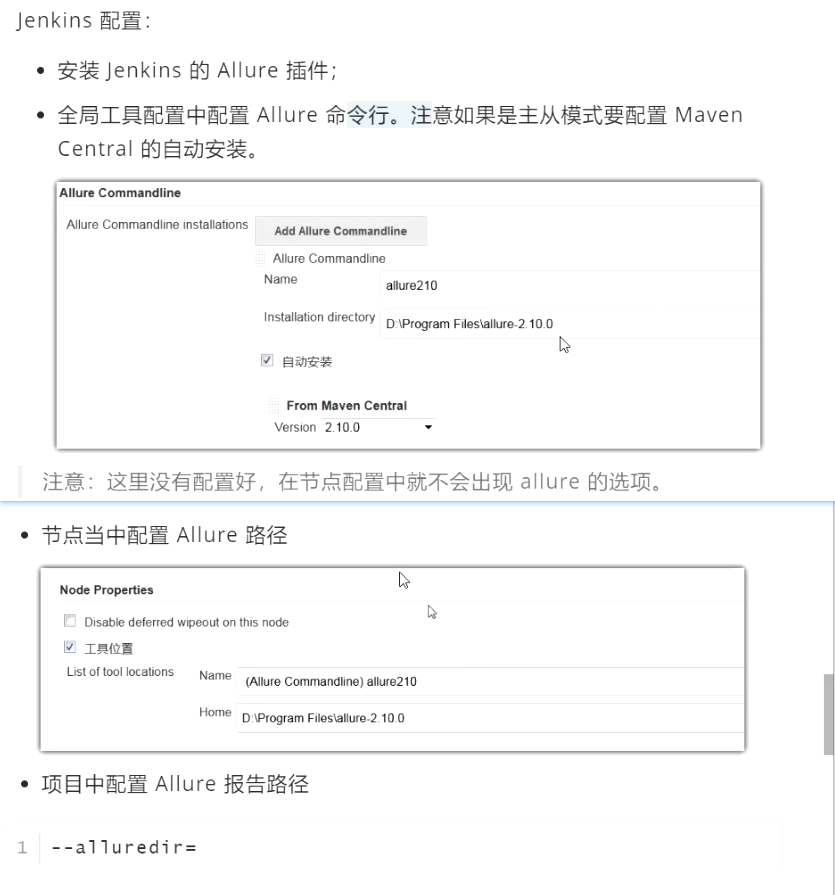 Jenkins 配置：
安装 Jenkins 的 Allure 插件；
全局工具配置中配置 Allure 命令行。注意如果是主从模式要配置 Maven
Central 的自动安装。
Allure Commandline
Allure Commandline installations
Add Allure Commandline
Allure Commandline
Name
allure210
Installation directory
D:\Program Files\allure-2.10.0
自动安装
From Maven Central
Version 2.10.0
注意：这里没有配置好，在节点配置中就不会出现 allure 的选项。
节点当中配置 Allure 路径
Node Properties
Disable deferred wipeout on this node
工具位置
List of tool locations
Name
(Allure Commandline) allure210
Home
D:\Program Files\allure-2.10.0
项目中配置 Allure 报告路径
1 --alluredir=